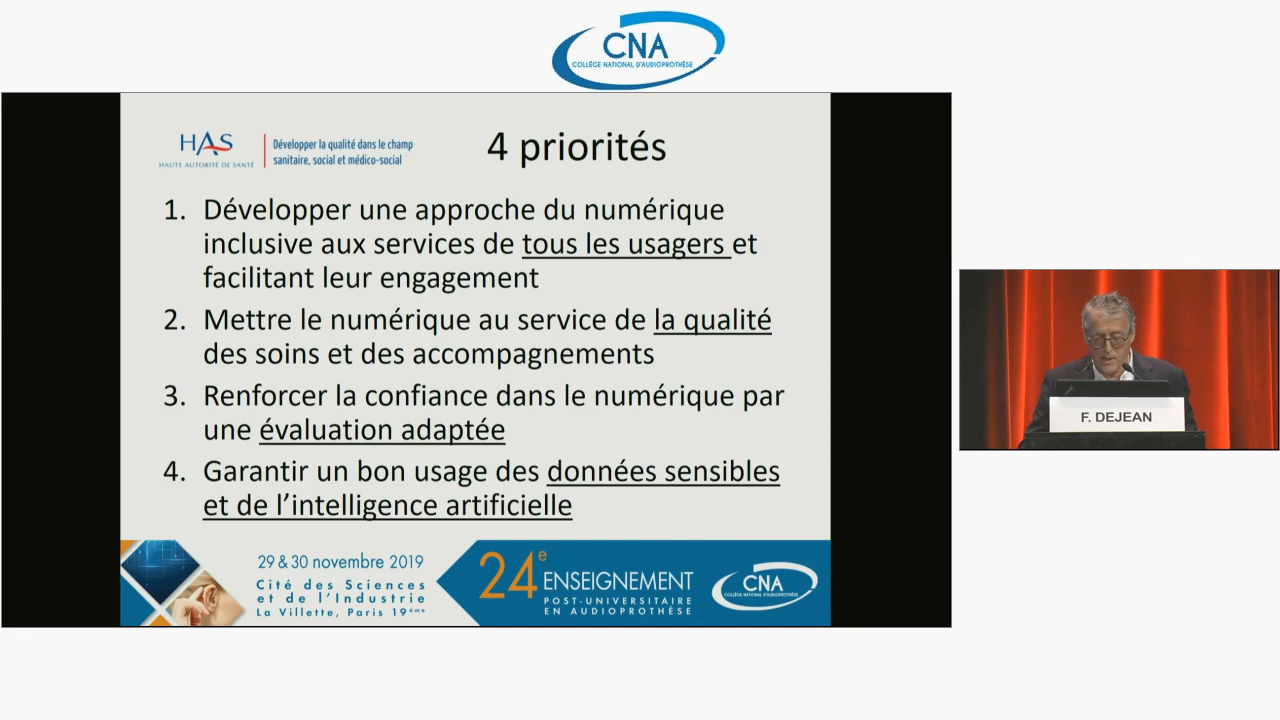 CNA
COLLÈGE NATIONAL D'AUDIOPROTHÈSE
HAS
HAUTE AUTORITÉ DE SANTÉ
Développer la qualité dans le champ
sanitaire, social et médico-social
4 priorités
1. Développer une approche du numérique
inclusive aux services de tous les usagers et
facilitant leur engagement
2. Mettre le numérique au service de la qualité
des soins et des accompagnements
3. Renforcer la confiance dans le numérique par
une évaluation adaptée
4. Garantir un bon usage des données sensibles
et de l'intelligence artificielle
29 & 30 novembre 2019
Cité des Sciences
et de l'Industrie
La Villette, Paris 19ème
24e ENSEIGNEMENT
POST-UNIVERSITAIRE
EN AUDIOPROTHÈSE
CNA
COLLÈGE NATIONAL D'AUDIOPROTHÈSE
F. DEJEAN